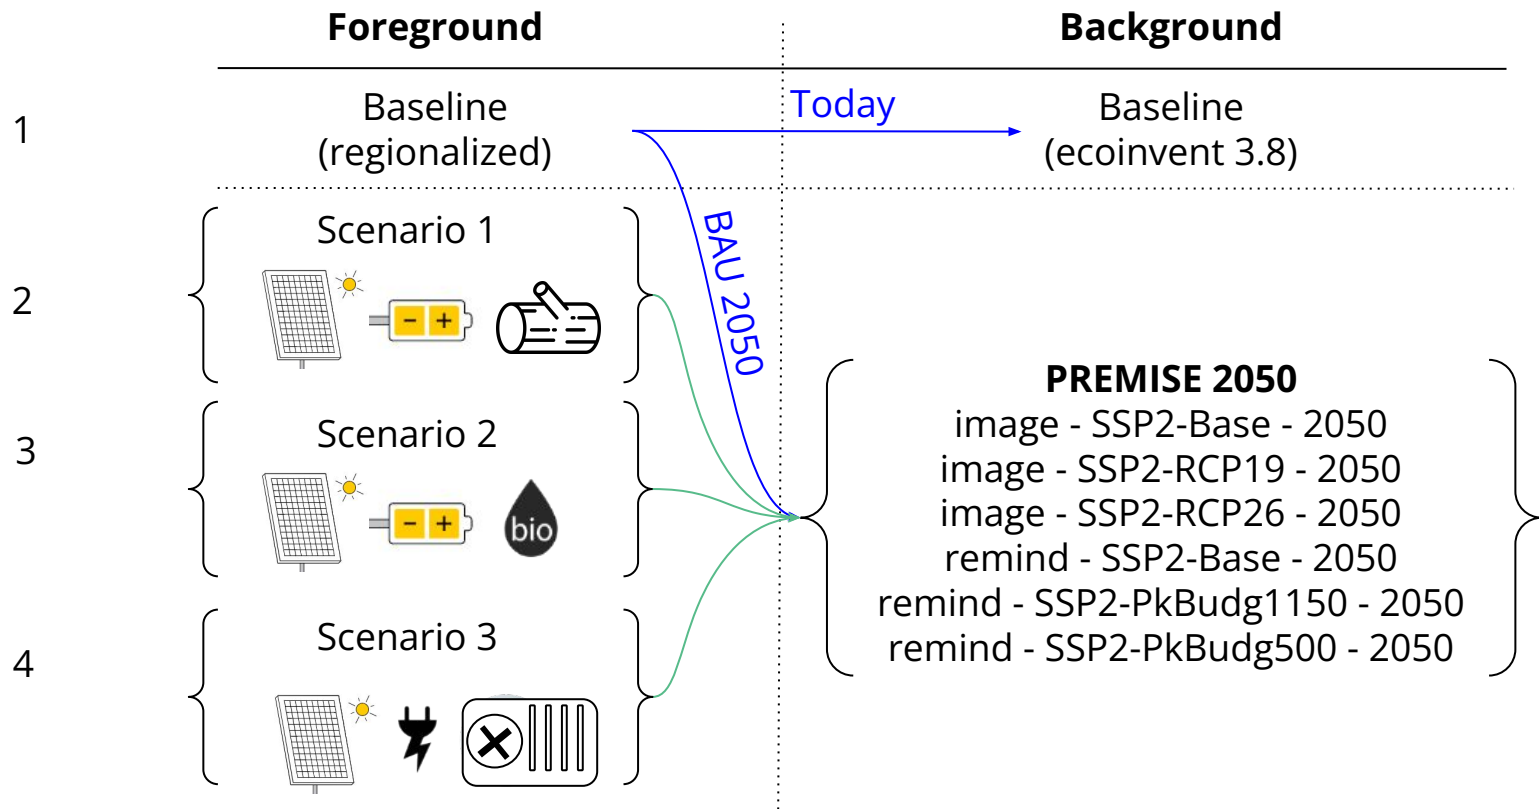 Foreground
Background
1
Baseline
(regionalized)
Today
Baseline
(ecoinvent 3.8)
BAU 2050
2
Scenario 1
− +
3
Scenario 2
− +
bio
4
Scenario 3
PREMISE 2050
image - SSP2-Base - 2050
image - SSP2-RCP19 - 2050
image - SSP2-RCP26 - 2050
remind - SSP2-Base - 2050
remind - SSP2-PkBudg1150 - 2050
remind - SSP2-PkBudg500 - 2050